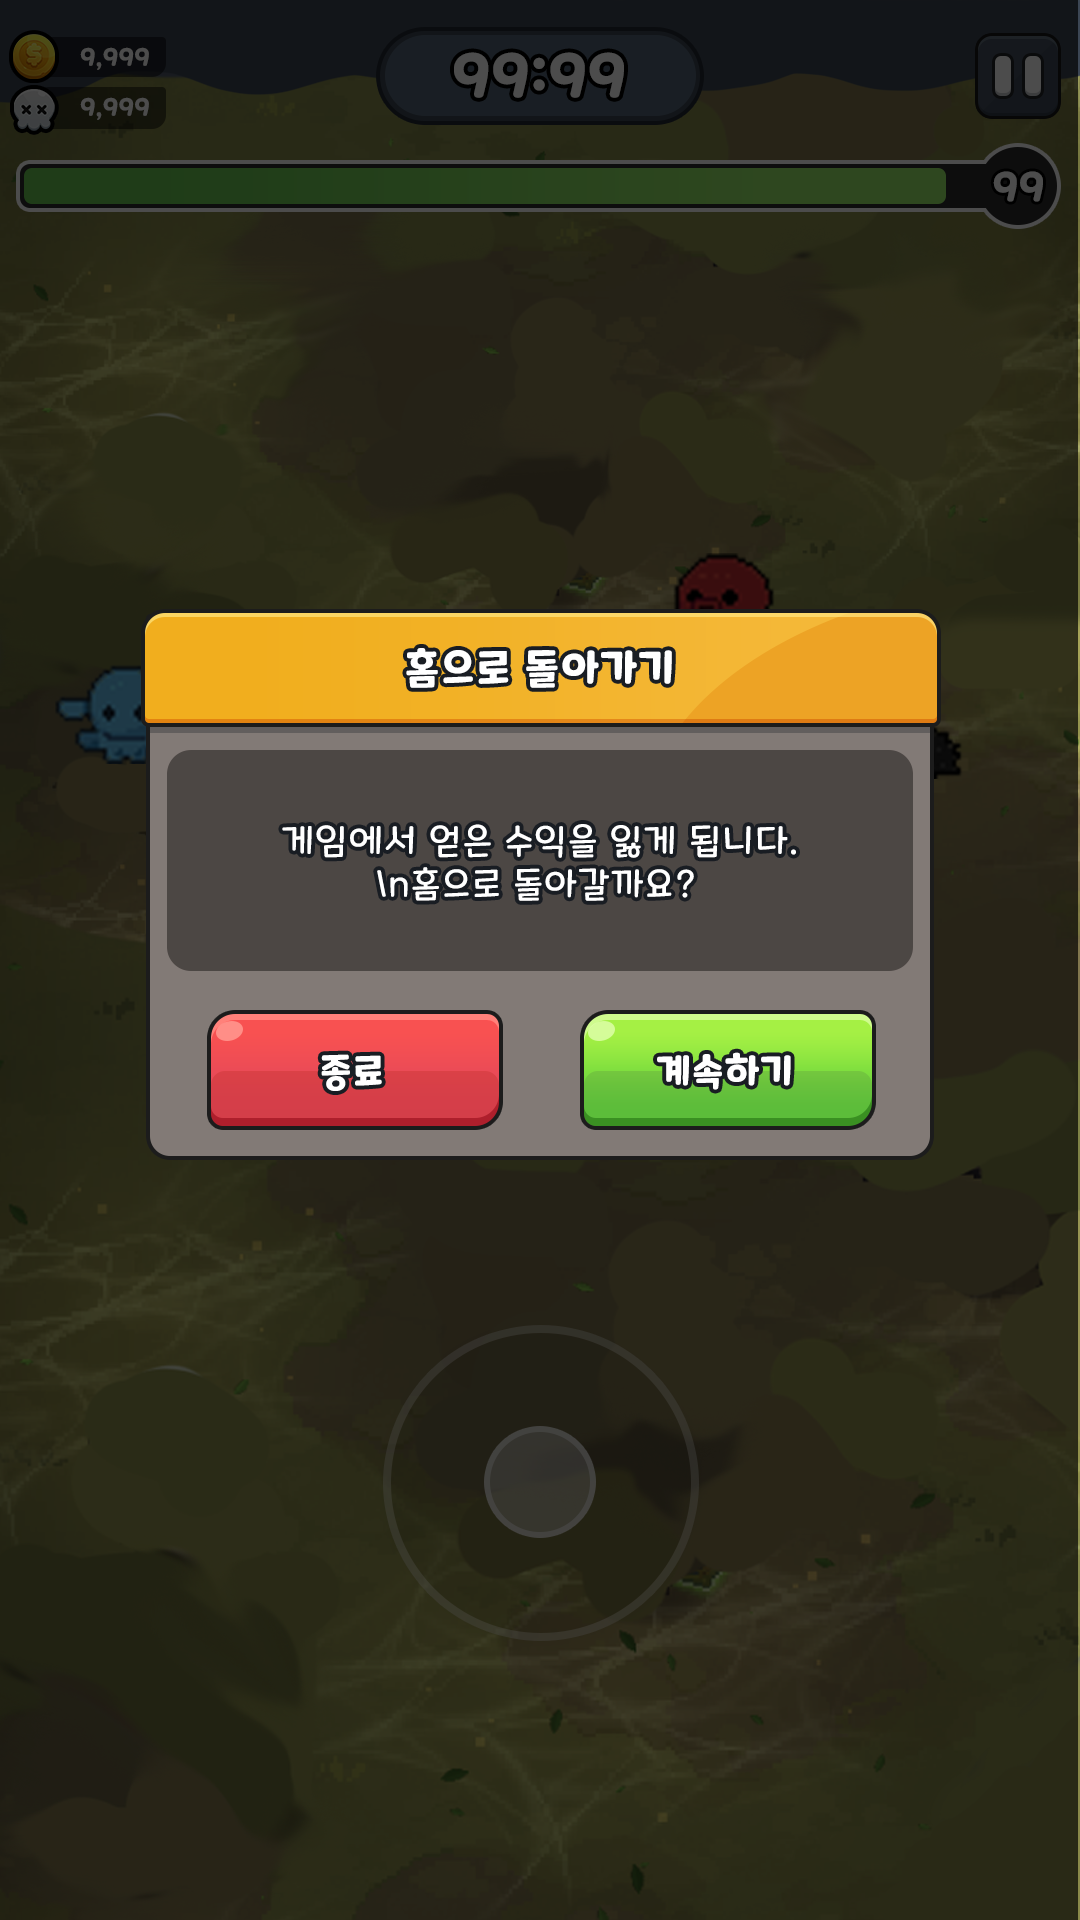 9,999
99:99
9,999
99
홈으로 돌아가기
게임에서 얻은 수익을 잃게 됩니다.
\n홈으로 돌아갈까요?
종료
계속하기